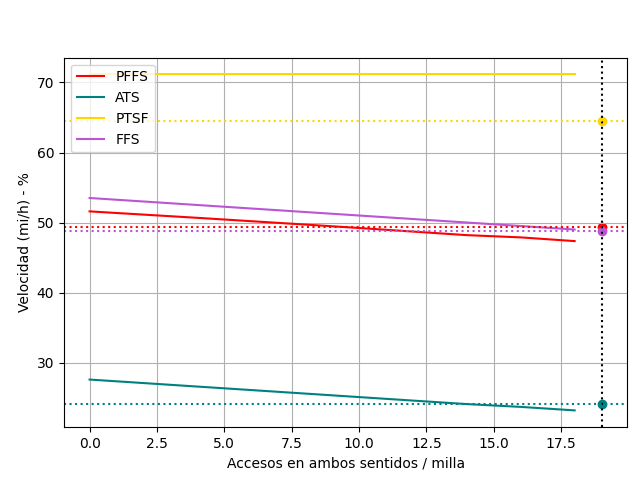 PFFS
ATS
PTSF
FFS
70
60
50
40
30
Velocidad (mi/h) - %
0.0 2.5 5.0 7.5 10.0 12.5 15.0 17.5
Accesos en ambos sentidos / milla